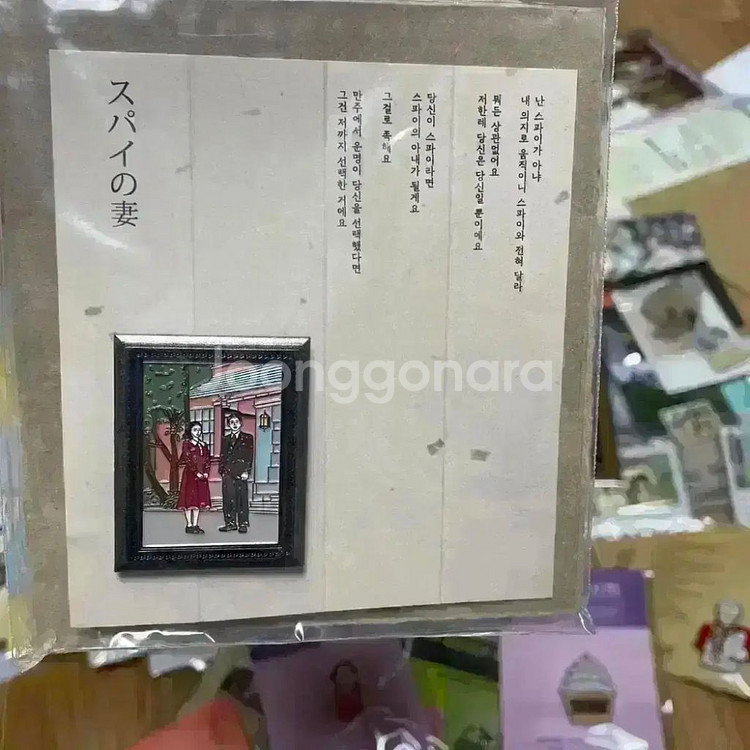 난 스파이가 아냐
내 의지로 움직이니 스파이와 전혀 달라
뭐든 상관없어요
저한테 당신은 당신일 뿐이에요
당신이 스파이라면
스파이의 아내가 될게요
그걸로 족해요
만주에서 운명이 당신을 선택했다면
그건 저까지 선택한 거예요
スパイの妻
Joonggonara